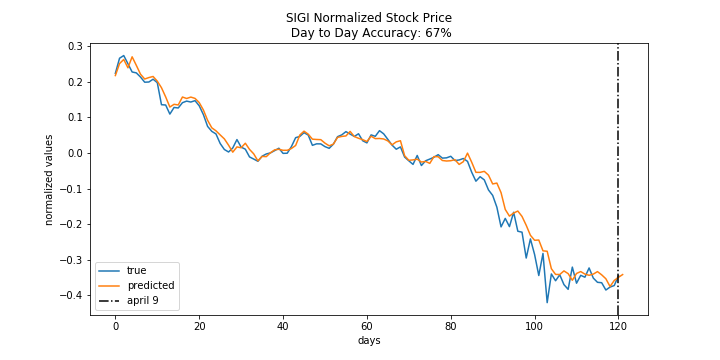 SIGI Normalized Stock Price
Day to Day Accuracy: 67%
normalized values
0.3
0.2
0.1
0.0
−0.1
−0.2
−0.3
−0.4
true
predicted
april 9
0 20 40 60 80 100 120
days